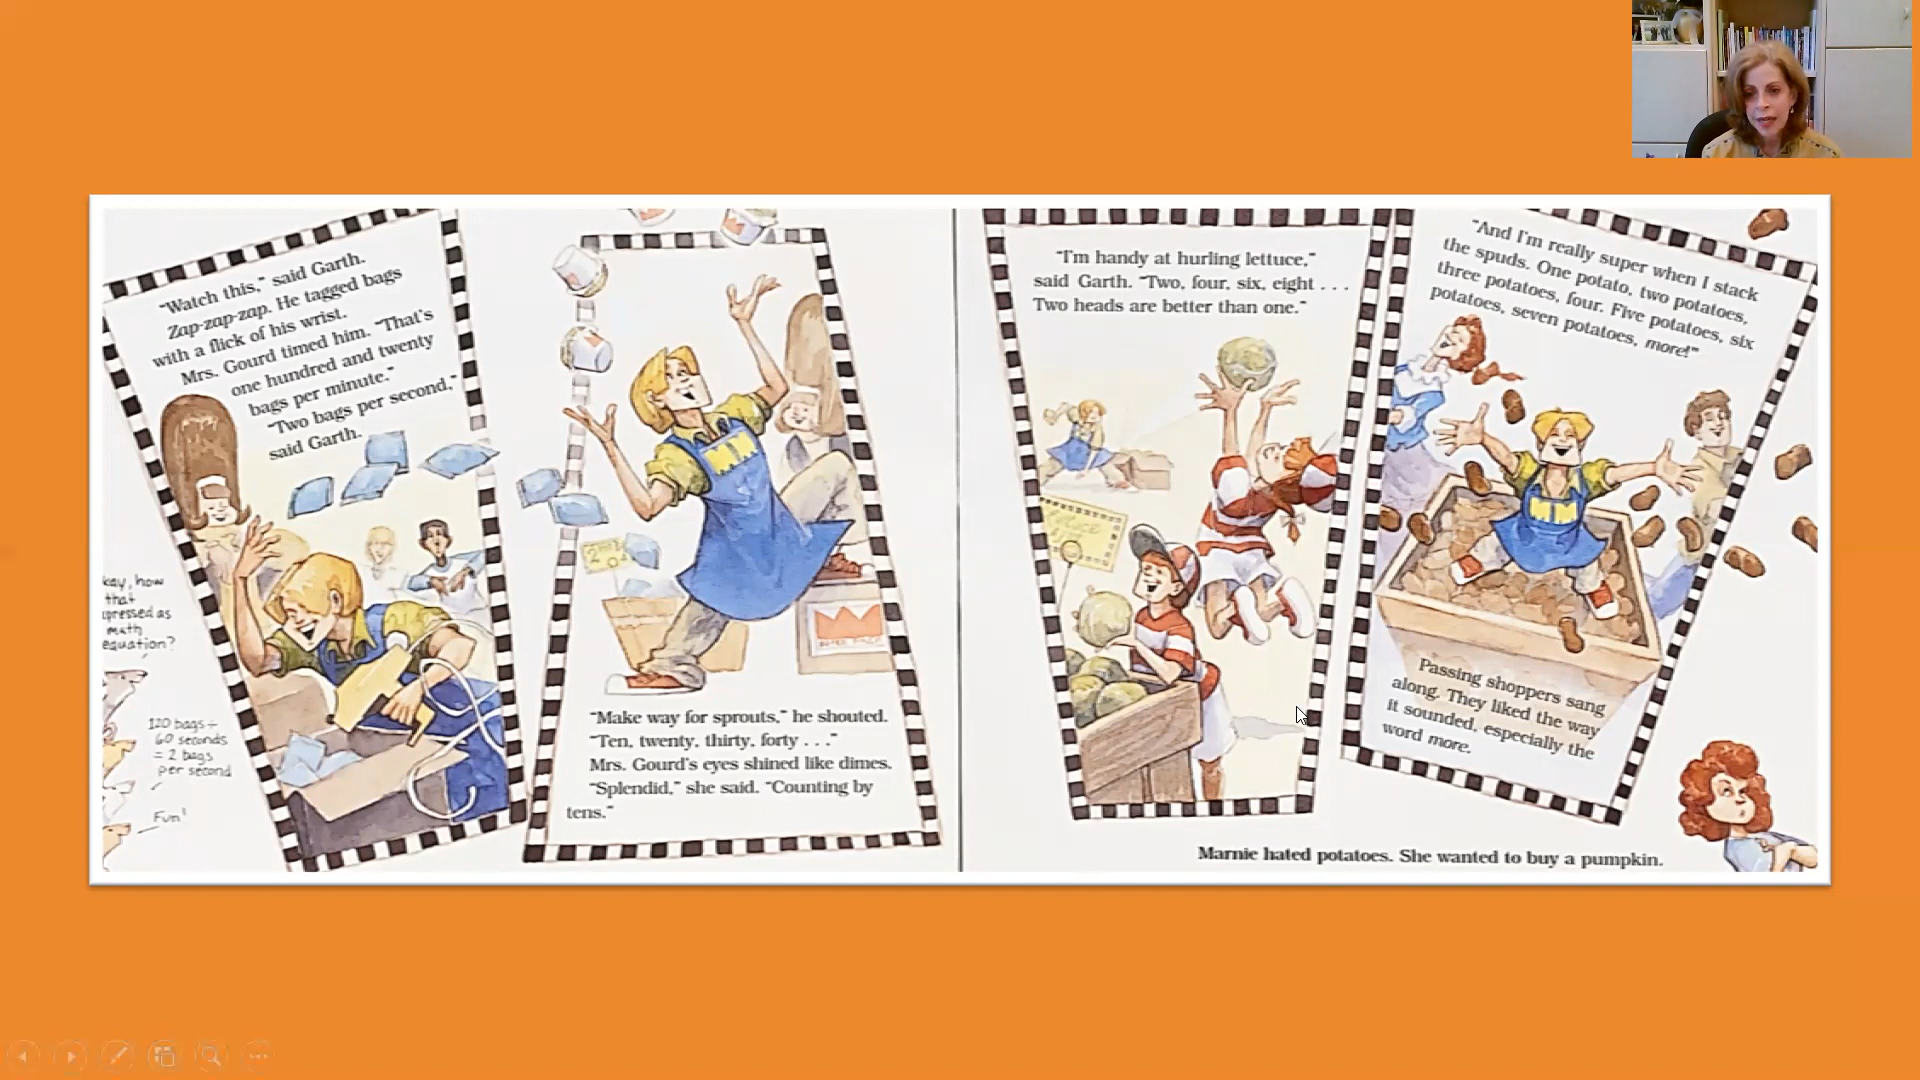 “Watch this,” said Garth.
Zap-zap-zap. He tagged bags
with a flick of his wrist.
Mrs. Gourd timed him. “That’s
one hundred and twenty
bags per minute.”
“Two bags per second,”
said Garth.
kay, how
that
pressed as
math
equation?
120 bags ÷
60 seconds
= 2 bags
per second
Fun!
“Make way for sprouts,” he shouted.
“Ten, twenty, thirty, forty . . .”
Mrs. Gourd’s eyes shined like dimes.
“Splendid,” she said. “Counting by
tens.”
“I’m handy at hurling lettuce,”
said Garth. “Two, four, six, eight . . .
Two heads are better than one.”
“And I’m really super when I stack
the spuds. One potato, two potatoes,
three potatoes, four. Five potatoes, six
potatoes, seven potatoes, more!”
Passing shoppers sang
along. They liked the way
it sounded, especially the
word more.
Marnie hated potatoes. She wanted to buy a pumpkin.